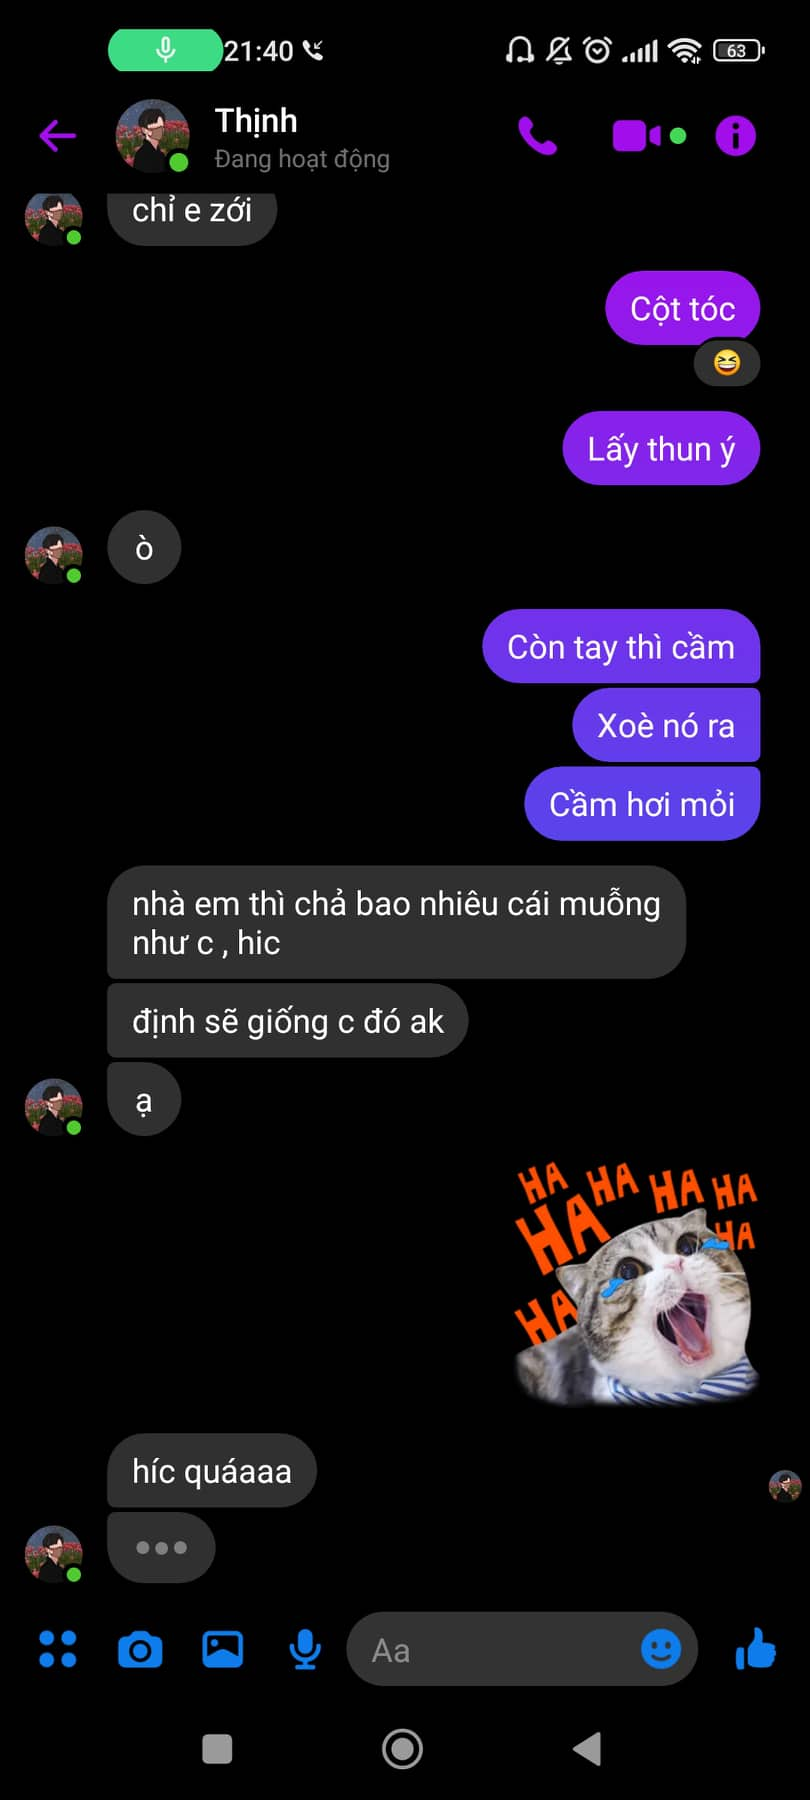 21:40
63
Thịnh
Đang hoạt động
chỉ e zới
Cột tóc
Lấy thun ý
ò
Còn tay thì cầm
Xoè nó ra
Cầm hơi mỏi
nhà em thì chả bao nhiêu cái muỗng
như c , hic
định sẽ giống c đó ak
ạ
HA HA HA HA
HA HA
HA
híc quáaaa
Aa